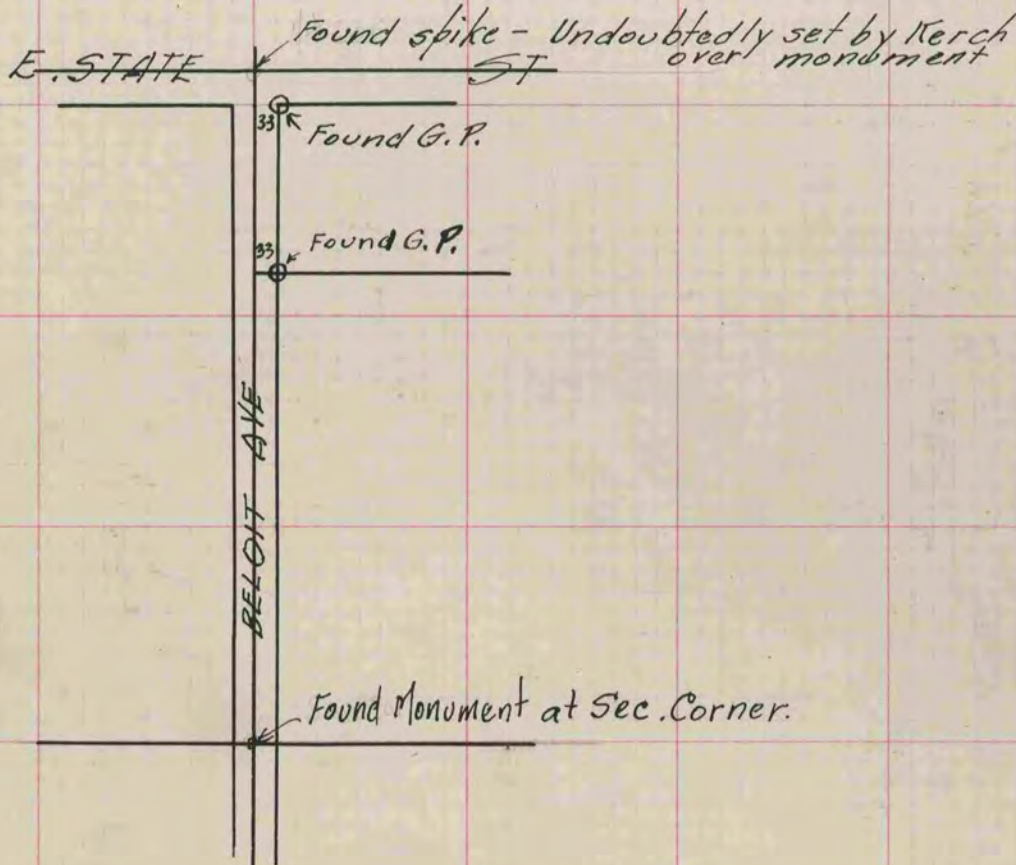 Found spike - Undoubtedly set by Kerch
over monument
E. STATE ST
33
Found G.P.
33
Found G.P.
BELOIT AVE
Found Monument at Sec. Corner.